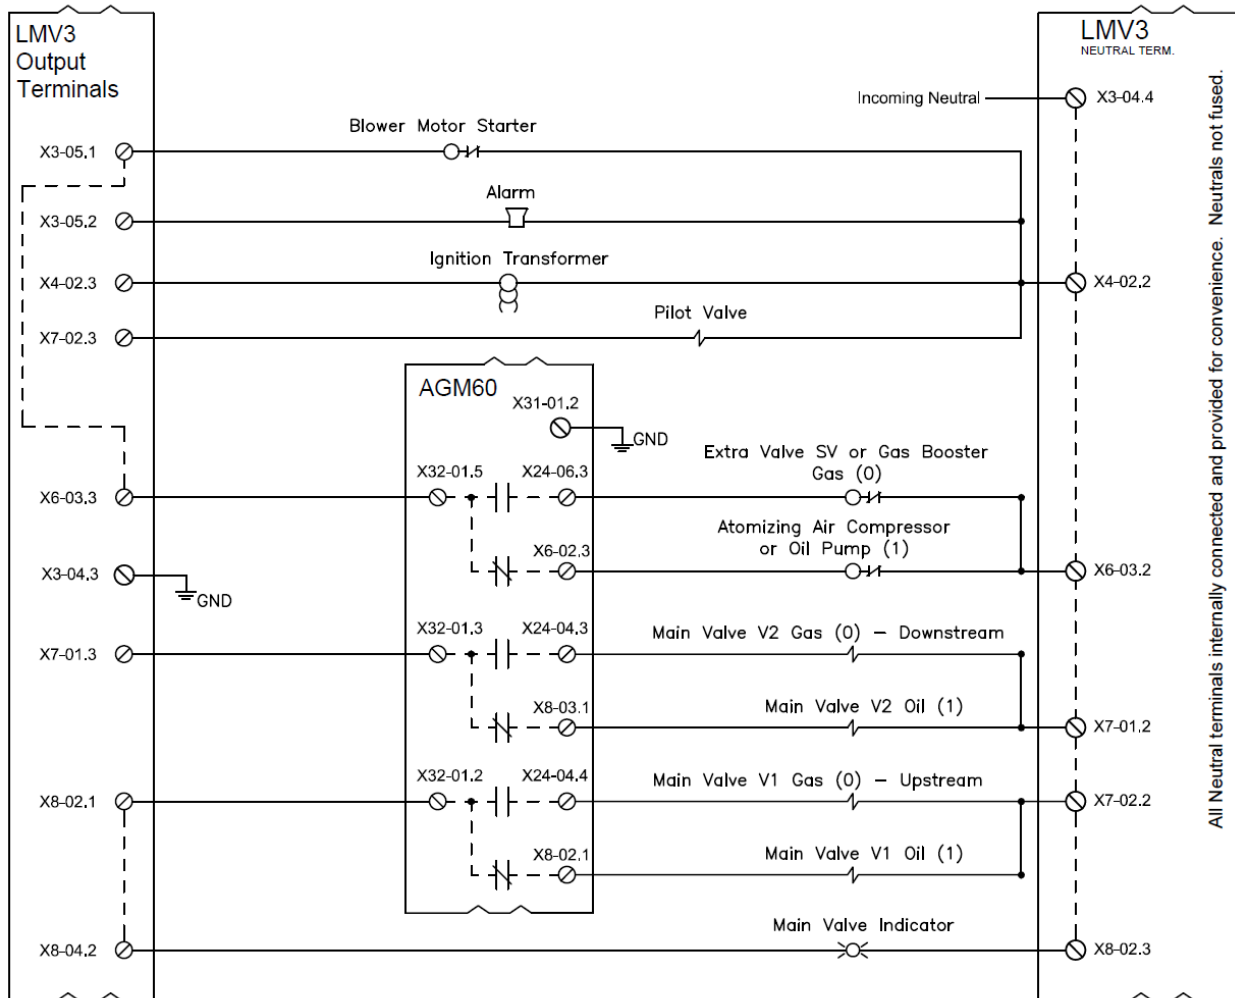 LMV3
Output
Terminals
LMV3
NEUTRAL TERM.
Incoming Neutral
X3-04.4
Blower Motor Starter
X3-05.1
Alarm
X3-05.2
Ignition Transformer
X4-02.3
X4-02.2
Pilot Valve
X7-02.3
AGM60
X31-01.2
GND
Extra Valve SV or Gas Booster
Gas (0)
X32-01.5
X24-06.3
X6-03.3
Atomizing Air Compressor
or Oil Pump (1)
X6-02.3
X6-03.2
X3-04.3
GND
X32-01.3
X24-04.3
Main Valve V2 Gas (0) – Downstream
X7-01.3
X8-03.1
Main Valve V2 Oil (1)
X7-01.2
X32-01.2
X24-04.4
Main Valve V1 Gas (0) – Upstream
X8-02.1
X7-02.2
X8-02.1
Main Valve V1 Oil (1)
Main Valve Indicator
X8-04.2
X8-02.3
All Neutral terminals internally connected and provided for convenience. Neutrals not fused.